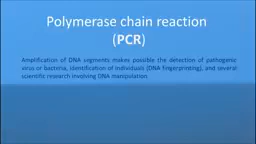 Polymerase chain reaction
(PCR)
Amplification of DNA segments makes possible the detection of pathogenic
virus or bacteria, identification of individuals (DNA fingerprinting), and several
scientific research involving DNA manipulation